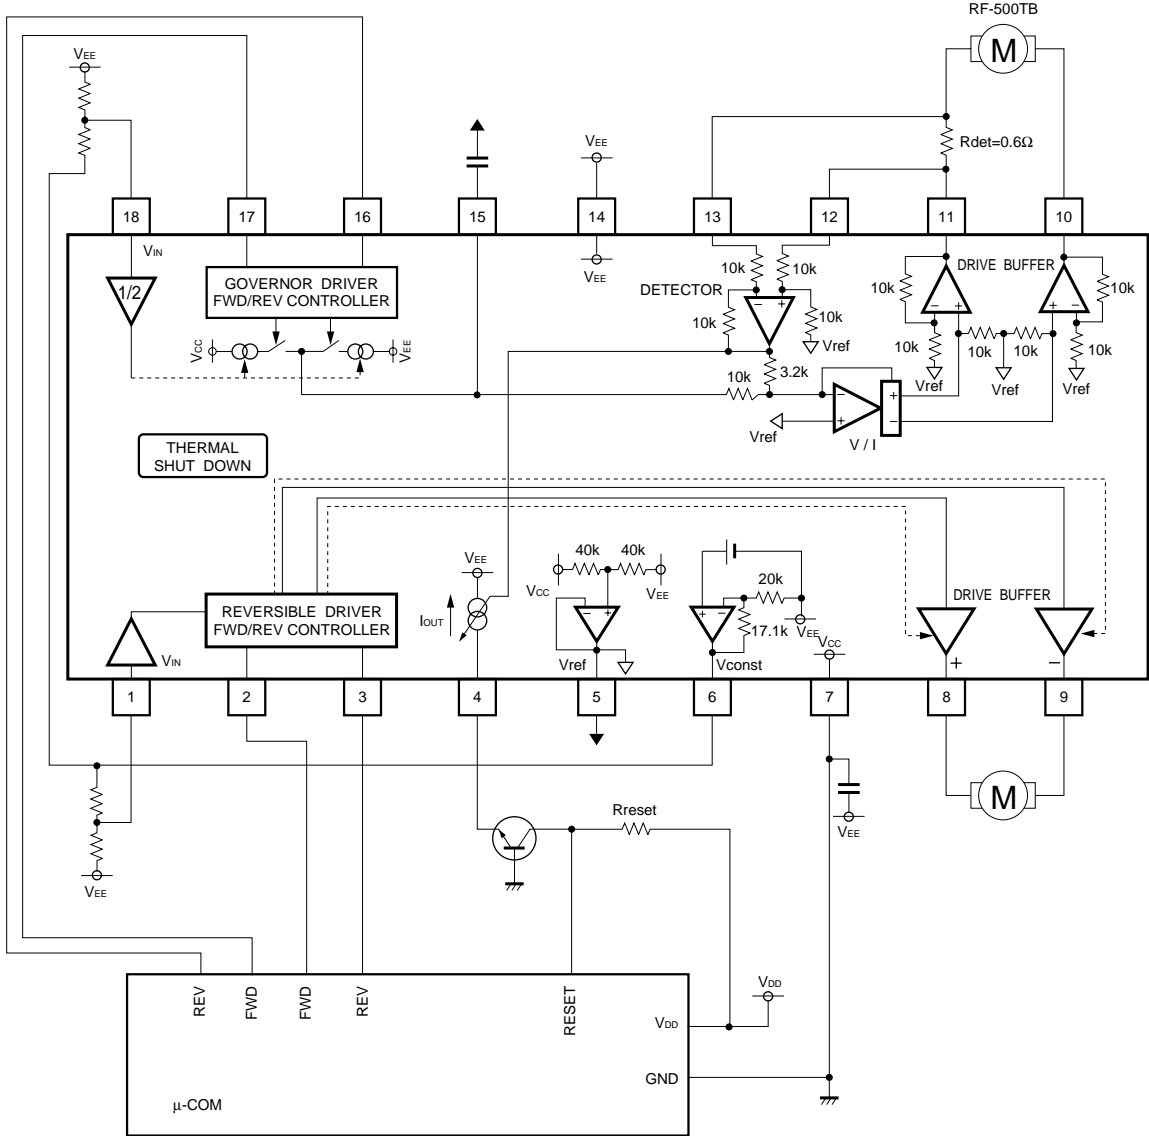 RF-500TB
M
VEE
Rdet=0.6Ω
VEE
18
17
16
15
14
13
12
11
10
VIN
VEE
1/2
GOVERNOR DRIVER
FWD/REV CONTROLLER
VCC
VEE
DETECTOR
10k
10k
10k
10k
Vref
3.2k
10k
DRIVE BUFFER
10k
10k
10k
10k
10k
10k
Vref
Vref
Vref
Vref
V / I
THERMAL
SHUT DOWN
REVERSIBLE DRIVER
FWD/REV CONTROLLER
VIN
VEE
IOUT
40k
40k
VCC
VEE
Vref
20k
17.1k
VEE
Vconst
VCC
DRIVE BUFFER
1
2
3
4
5
6
7
8
9
M
VEE
VEE
Rreset
REV
FWD
FWD
REV
RESET
VDD
VDD
GND
μ-COM